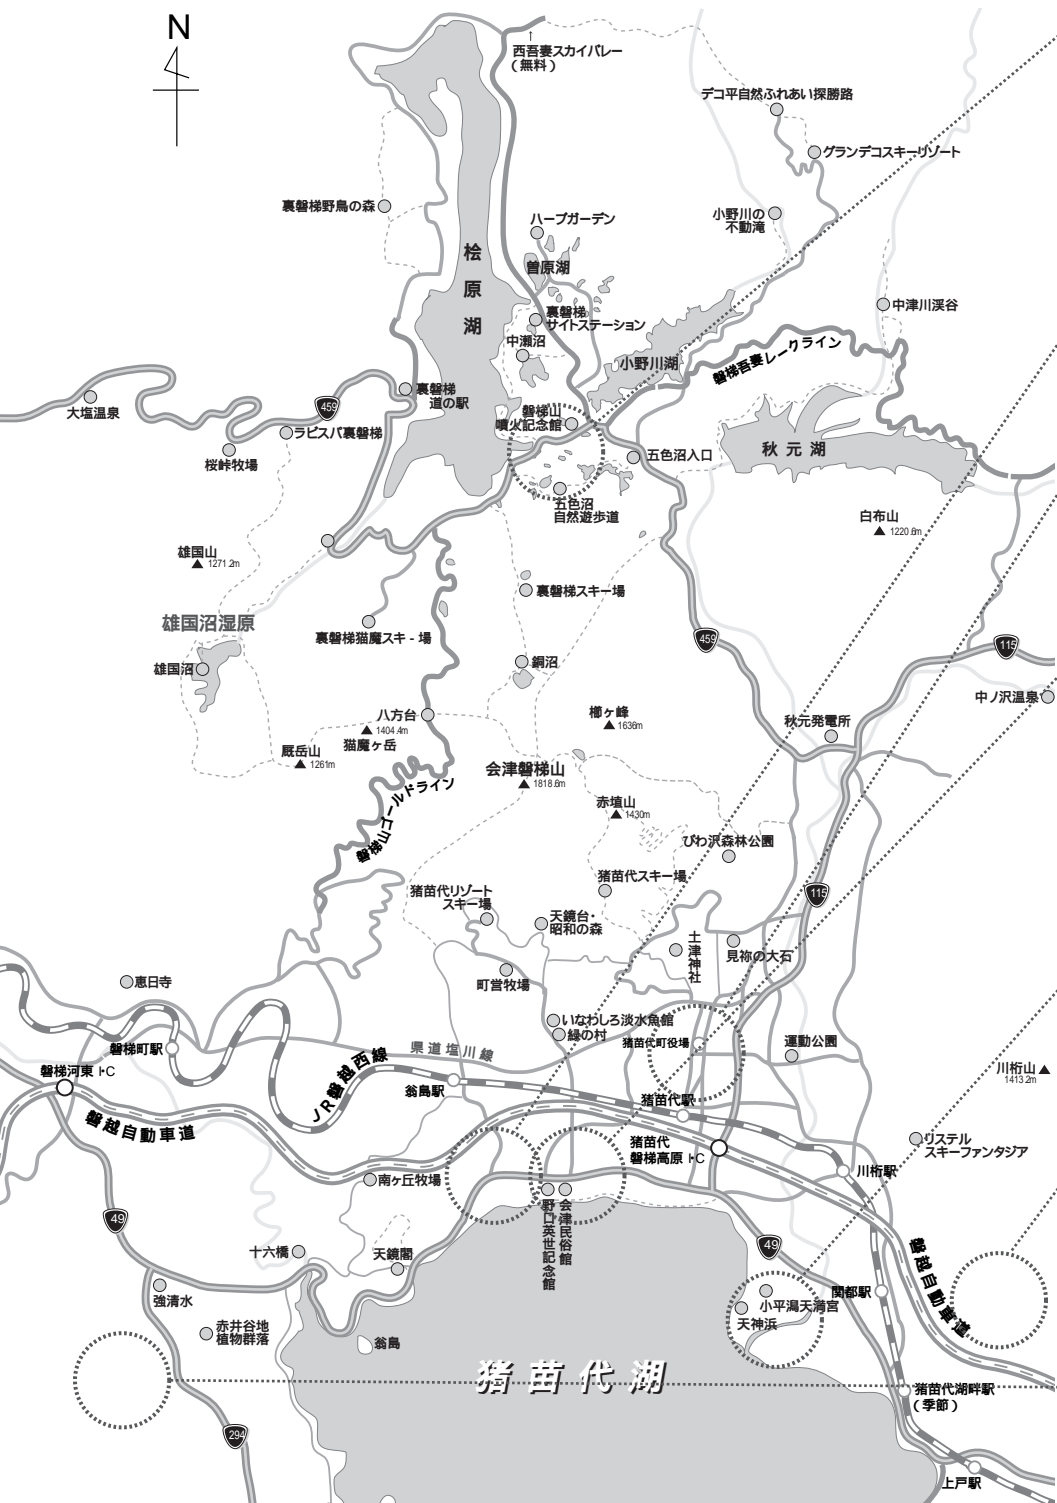 N
↑
西吾妻スカイバレー
(無料)
デコ平自然ふれあい探勝路
グランデコスキーリゾート
裏磐梯野鳥の森
小野川の
不動滝
ハーブガーデン
曽原湖
桧原湖
中津川渓谷
裏磐梯
サイトステーション
中瀬沼
小野川湖
磐梯吾妻レークライン
裏磐梯
道の駅
大塩温泉
459
ラビスパ裏磐梯
磐梯山
噴火記念館
桜峠牧場
五色沼入口
秋元湖
五色沼
自然遊歩道
白布山
▲ 1220.6m
雄国山
▲ 1271.2m
裏磐梯スキー場
雄国沼湿原
裏磐梯猫魔スキ-場
459
115
雄国沼
銅沼
中ノ沢温泉
八方台
▲ 1404.4m
猫魔ヶ岳
櫛ヶ峰
▲ 1636m
秋元発電所
厩岳山
▲ 1261m
会津磐梯山
▲ 1818.6m
磐梯山ゴールドライン
赤埴山
▲ 1430m
びわ沢森林公園
猪苗代リゾート
スキー場
猪苗代スキー場
115
天鏡台・
昭和の森
土津神社
見祢の大石
町営牧場
恵日寺
いなわしろ淡水魚館
緑の村
磐梯町駅
県道塩川線
猪苗代町役場
運動公園
磐梯河東I・C
JR磐越西線
翁島駅
川桁山 ▲
1413.2m
猪苗代駅
磐越自動車道
猪苗代
磐梯高原I・C
リステル
スキーファンタジア
川桁駅
南ヶ丘牧場
野口英世記念館
会津民俗館
49
十六橋
天鏡閣
49
磐越自動車道
強清水
関都駅
小平潟天満宮
天神浜
赤井谷地
植物群落
翁島
猪苗代湖
猪苗代湖畔駅
(季節)
294
上戸駅